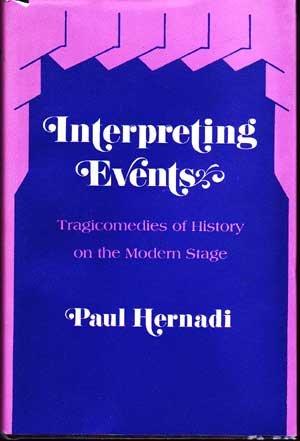 Interpreting
Events
Tragicomedies of History
on the Modern Stage
Paul Hernadi